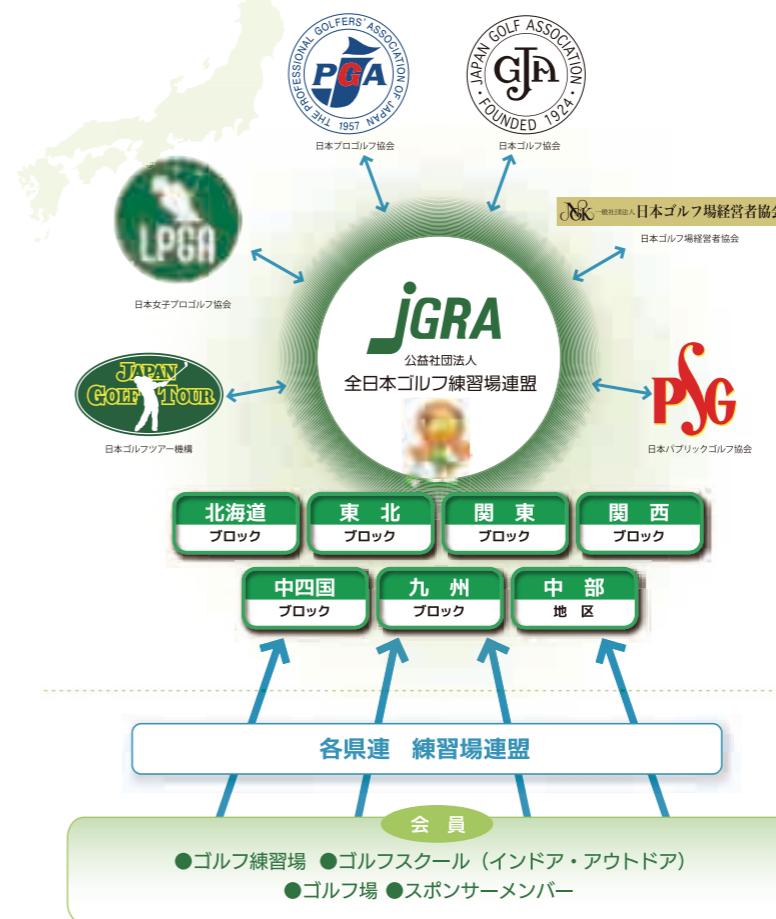 THE PROFESSIONAL GOLFERS' ASSOCIATION OF JAPAN
PGA
1957
日本プロゴルフ協会
JAPAN GOLF ASSOCIATION
JGA
FOUNDED 1924
日本ゴルフ協会
LPGA
日本女子プロゴルフ協会
NGK 一般社団法人 日本ゴルフ場経営者協会
日本ゴルフ場経営者協会
jGRA
公益社団法人
全日本ゴルフ練習場連盟
JAPAN
GOLF TOUR
日本ゴルフツアー機構
PSG
日本パブリックゴルフ協会
北海道 東 北 関 東 関 西
ブロック ブロック ブロック ブロック
中四国 九 州 中 部
ブロック ブロック 地 区
各県連 練習場連盟
会 員
●ゴルフ練習場 ●ゴルフスクール（インドア・アウトドア）
●ゴルフ場 ●スポンサーメンバー